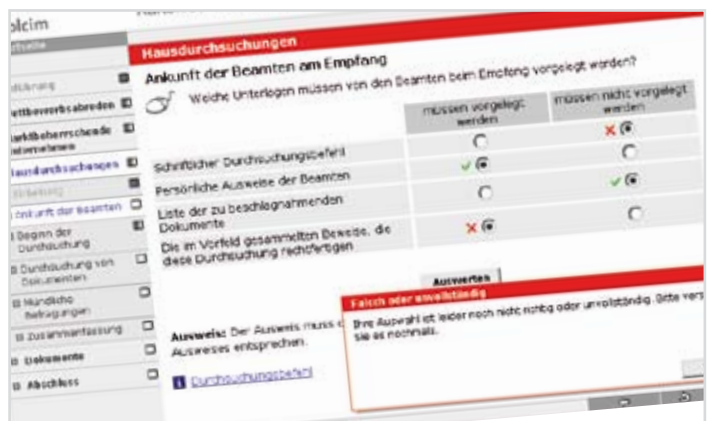 olcim
Hausdurchsuchungen
Ankunft der Beamten am Empfang
Welche Unterlagen müssen von den Beamten beim Empfang vorgelegt werden?
müssen vorgelegt
werden
müssen nicht vorgelegt
werden
Schriftlicher Durchsuchungsbefehl
Persönliche Ausweise der Beamten
Liste der zu beschlagnahmenden
Dokumente
Die im Vorfeld gesammelten Beweise, die
diese Durchsuchung rechtfertigen
Auswerten
Ausweis: Der Ausweis muss
Ausweises entsprechen.
Durchsuchungsbefehl
Falsch oder unvollständig
Ihre Auswahl ist leider noch nicht richtig oder unvollständig. Bitte vers
sie es nochmals.
ettbewerbsabreden
arktbeherrschende
nternehmen
ausdurchsuchungen
Ankunft der Beamten
Beginn der
Durchsuchung
Durchsuchung von
Dokumenten
Mündliche
Befragungen
Zusammenfassung
Dokumente
Abschluss